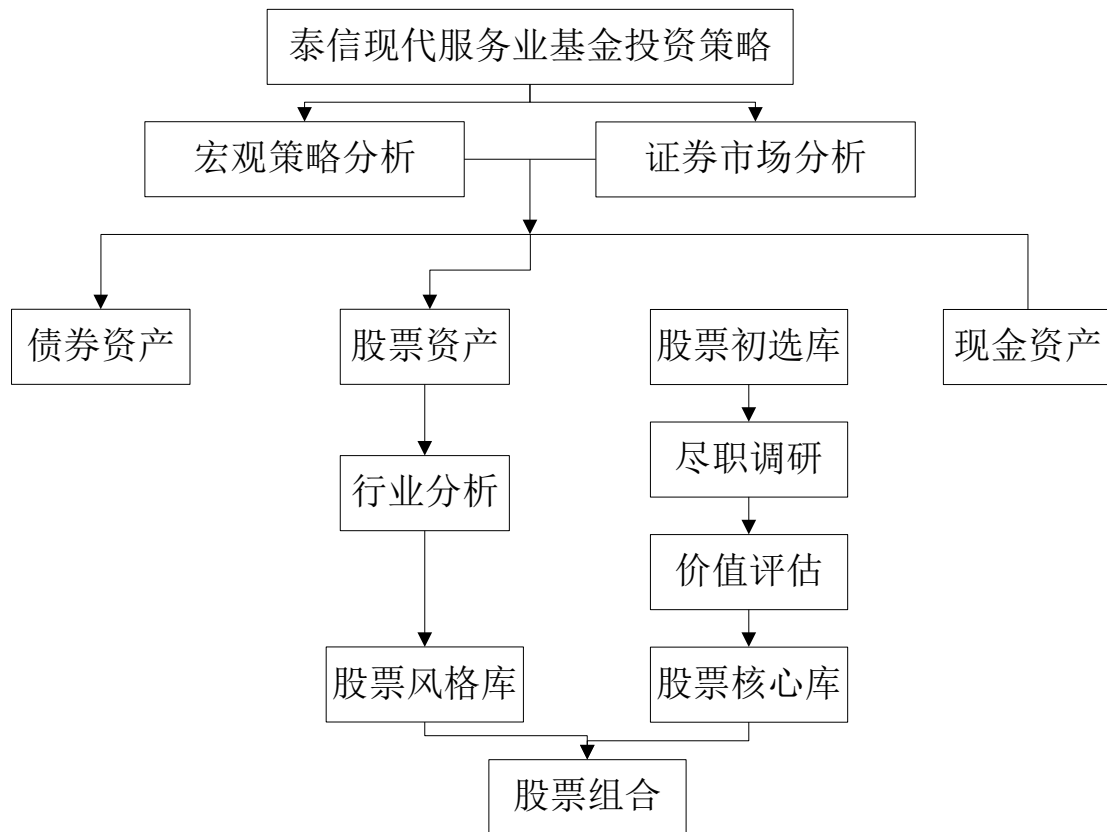 泰信现代服务业基金投资策略
宏观策略分析
证券市场分析
债券资产
股票资产
股票初选库
现金资产
尽职调研
行业分析
价值评估
股票风格库
股票核心库
股票组合